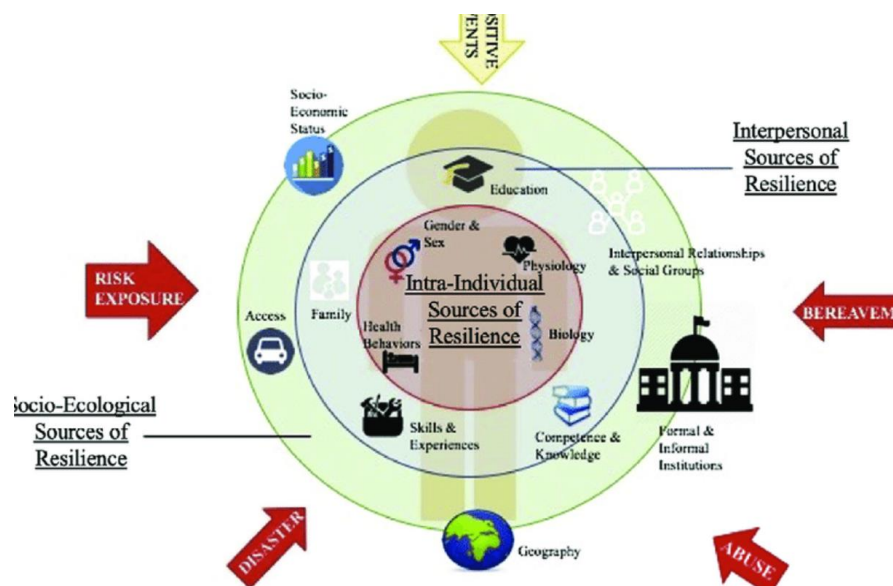 SITIVE
ENTS
Socio-
Economic
Status
Interpersonal
Sources of
Resilience
Education
Gender &
Sex
Physiology
Interpersonal Relationships
& Social Groups
Intra-Individual
Sources of
Resilience
RISK
EXPOSURE
Access
Family
Health
Behaviors
Biology
BEREAVEM
Socio-Ecological
Sources of
Resilience
Skills &
Experiences
Competence &
Knowledge
Formal &
Informal
Institutions
DISASTER
Geography
ABUSE